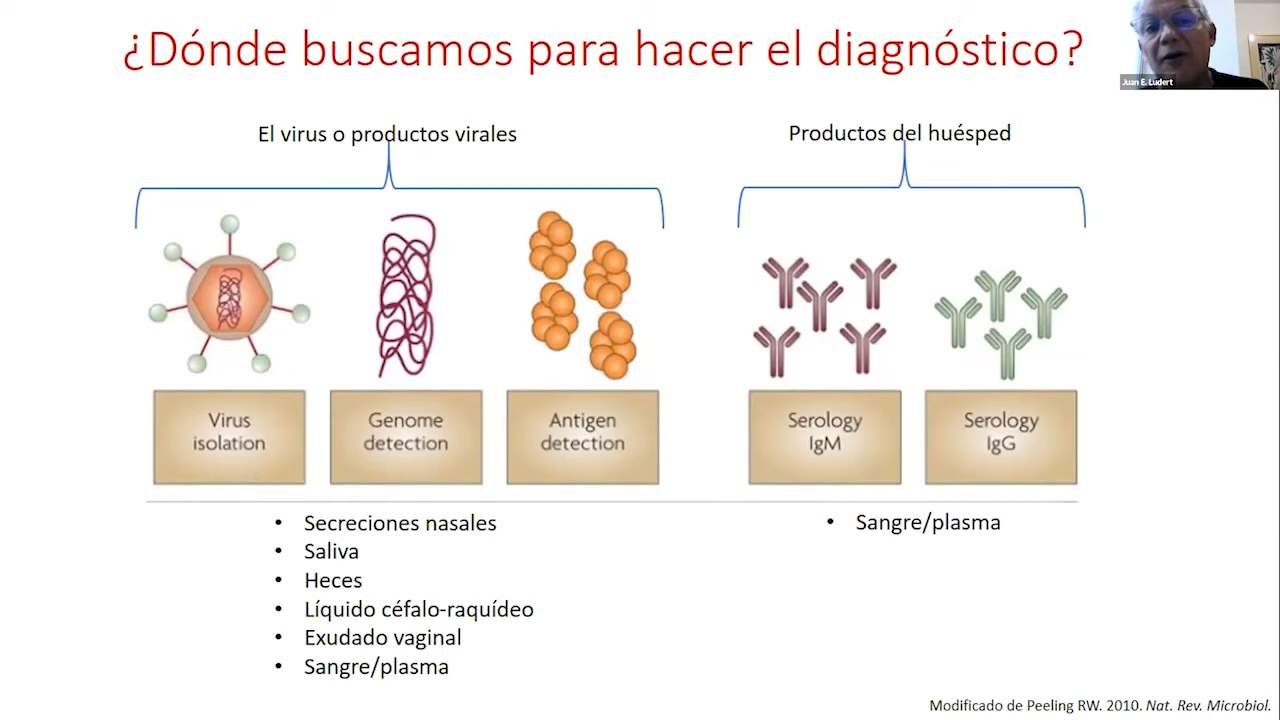 ¿Dónde buscamos para hacer el diagnóstico?
Juan E. Ludert
El virus o productos virales
Productos del huésped
Virus
isolation
Genome
detection
Antigen
detection
Serology
IgM
Serology
IgG
• Secreciones nasales
• Saliva
• Heces
• Líquido céfalo-raquídeo
• Exudado vaginal
• Sangre/plasma
• Sangre/plasma
Modificado de Peeling RW. 2010. Nat. Rev. Microbiol.